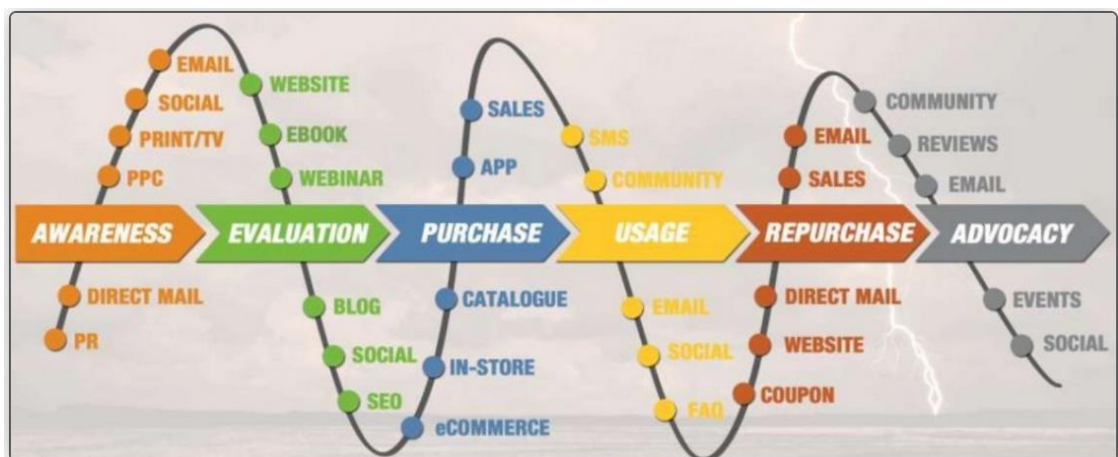 EMAIL
SOCIAL
PRINT/TV
PPC
AWARENESS
DIRECT MAIL
PR
WEBSITE
EBOOK
WEBINAR
EVALUATION
BLOG
SOCIAL
SEO
SALES
APP
PURCHASE
CATALOGUE
IN-STORE
eCOMMERCE
SMS
COMMUNITY
USAGE
EMAIL
SOCIAL
FAQ
EMAIL
SALES
REPURCHASE
DIRECT MAIL
WEBSITE
COUPON
COMMUNITY
REVIEWS
EMAIL
ADVOCACY
EVENTS
SOCIAL